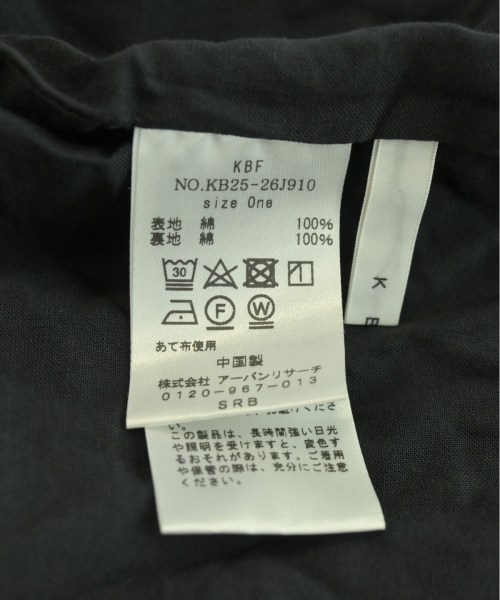 KBF
NO.KB25-26J910
size One
表地 綿 100%
裏地 綿 100%
30
F W
あて布使用
中国製
株式会社 アーバンリサーチ
0120-967-013
SRB
い。
この製品は、長時間強い日光
や照明を受けますと、変色す
るおそれがあります。ご着用
や保管の際は、充分にご注意
ください。
K